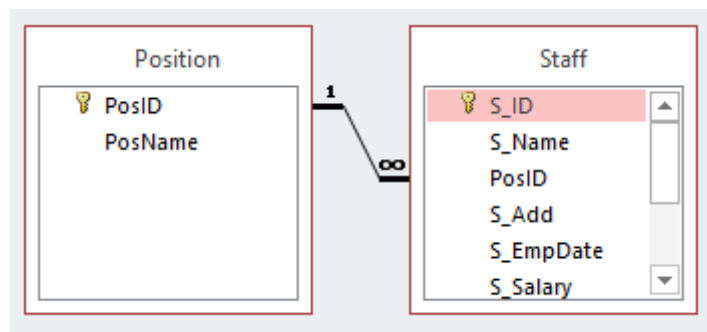 Position
PosID
PosName
1
∞
Staff
S_ID
S_Name
PosID
S_Add
S_EmpDate
S_Salary